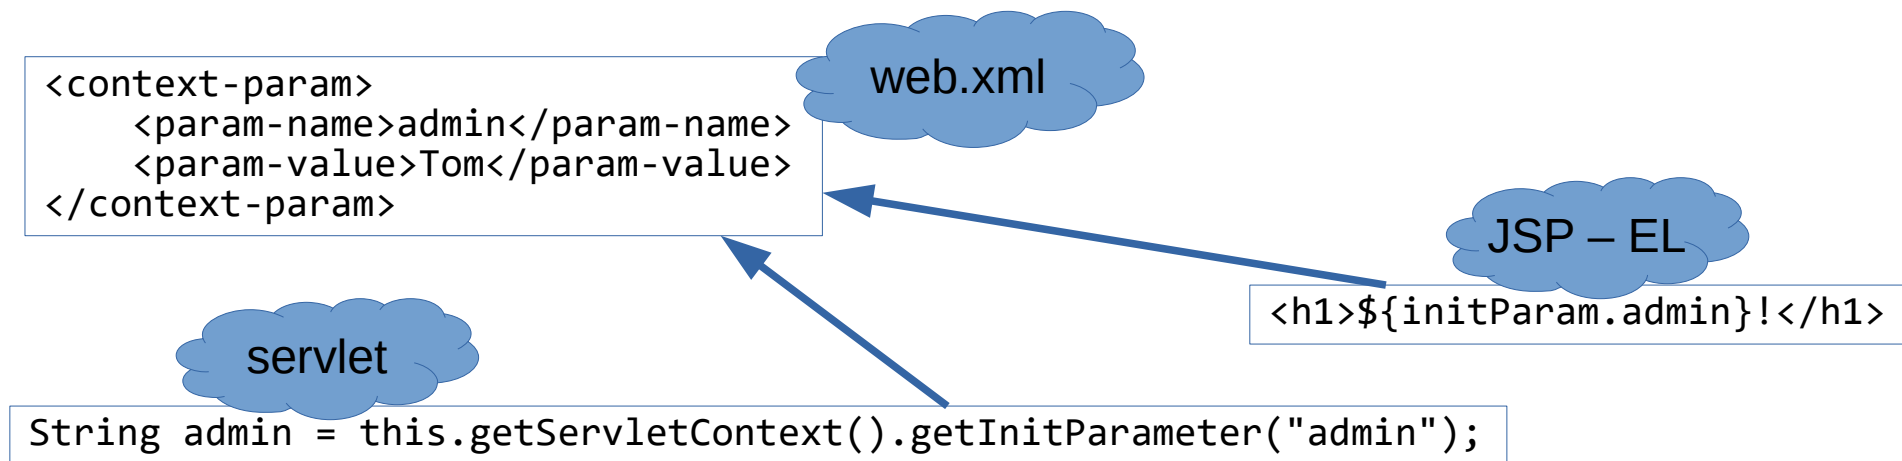 web.xml
<context-param>
    <param-name>admin</param-name>
    <param-value>Tom</param-value>
</context-param>
JSP – EL
<h1>${initParam.admin}!</h1>
servlet
String admin = this.getServletContext().getInitParameter("admin");